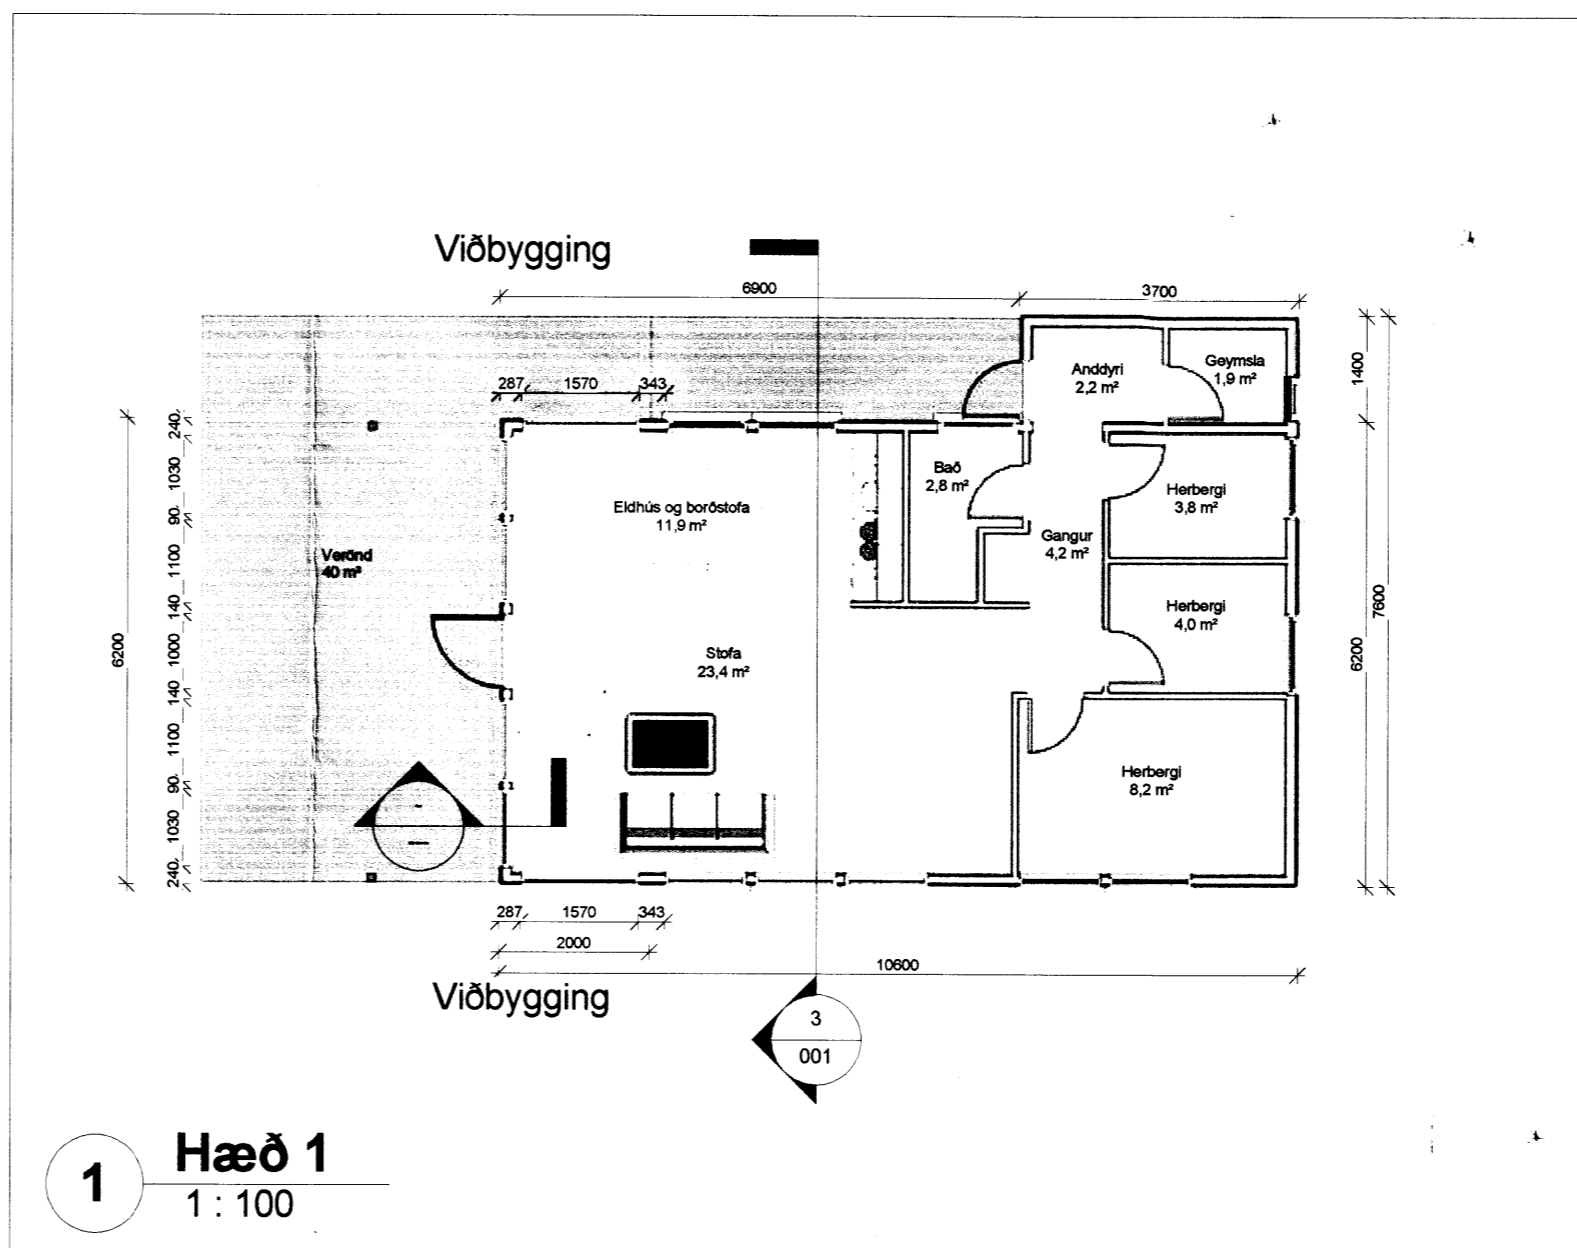 Viðbygging
6900
3700
287
1570
343
1400
Anddyri
2,2 m²
Geymsla
1,9 m²
240
1030
90
1100
140
1000
140
1100
90
1030
240
6200
Bað
2,8 m²
Eldhús og borðstofa
11,9 m²
Herbergi
3,8 m²
Gangur
4,2 m²
Verönd
40 m²
Herbergi
4,0 m²
Stofa
23,4 m²
6200
7600
Herbergi
8,2 m²
287
1570
343
2000
10600
Viðbygging
3
001
1
Hæð 1
1 : 100